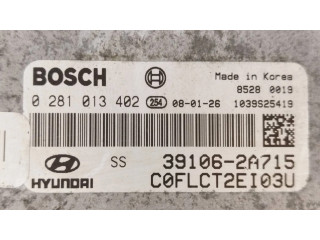 BOSCH Made in Korea
8528 0019
0 281 013 402 254 08-01-26 1039S25419
HYUNDAI SS 39106-2A715
C0FLCT2EI03U